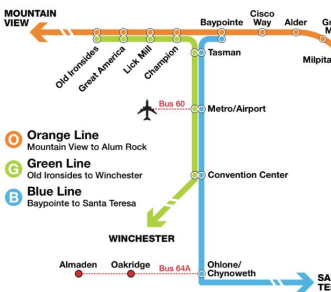 MOUNTAIN
VIEW
Old Ironsides
Great America
Lick Mill
Champion
Baypointe
Cisco
Way
Alder
Tasman
Bus 60
Metro/Airport
O Orange Line
Mountain View to Alum Rock
G Green Line
Old Ironsides to Winchester
B Blue Line
Baypointe to Santa Teresa
Convention Center
WINCHESTER
Almaden
Oakridge
Bus 64A
Ohlone/
Chynoweth